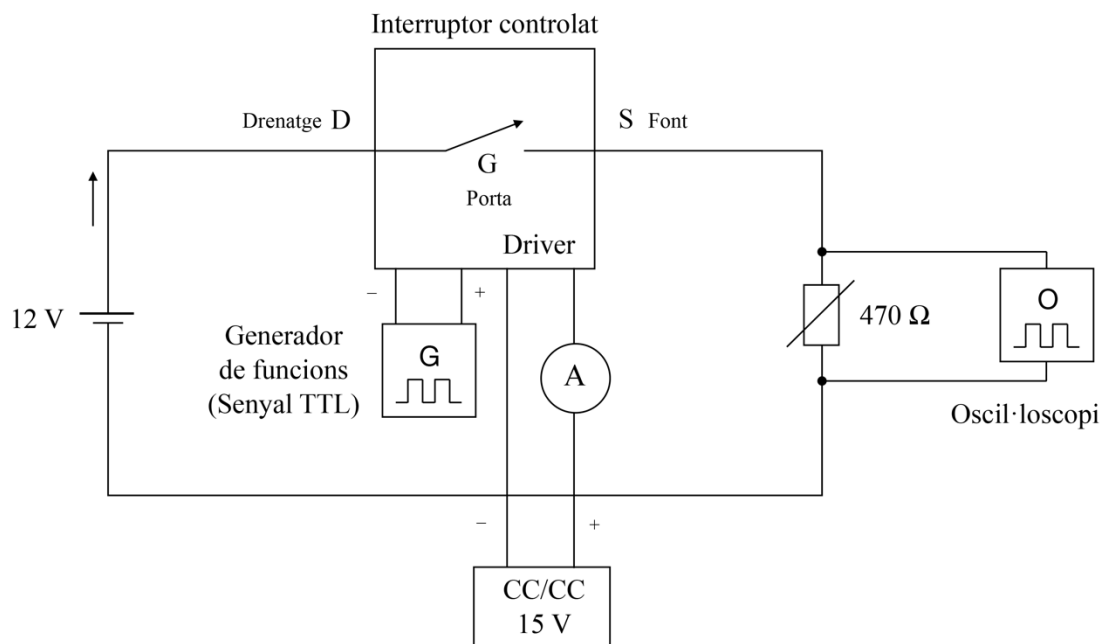 Interruptor controlat
Drenatge D
S Font
G
Porta
Driver
– +
12 V
Generador
de funcions
(Senyal TTL)
G
A
470 Ω
O
Oscil·loscopi
– +
CC/CC
15 V